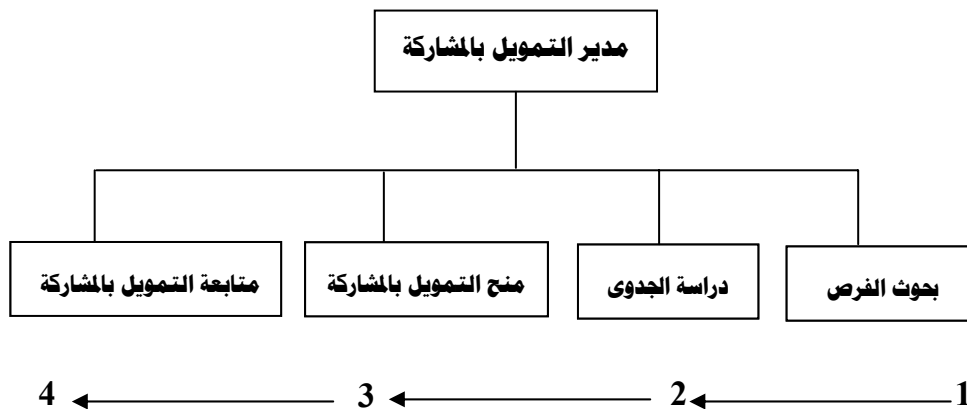 مدير التمويل بالمشاركة
بحوث الفرص
دراسة الجدوى
منح التمويل بالمشاركة
متابعة التمويل بالمشاركة
1
2
3
4